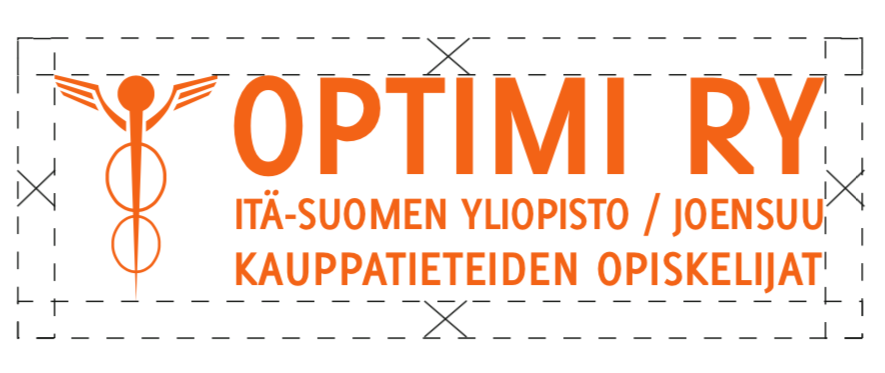 OPTIMI RY
ITÄ-SUOMEN YLIOPISTO / JOENSUU
KAUPPATIETEIDEN OPISKELIJAT